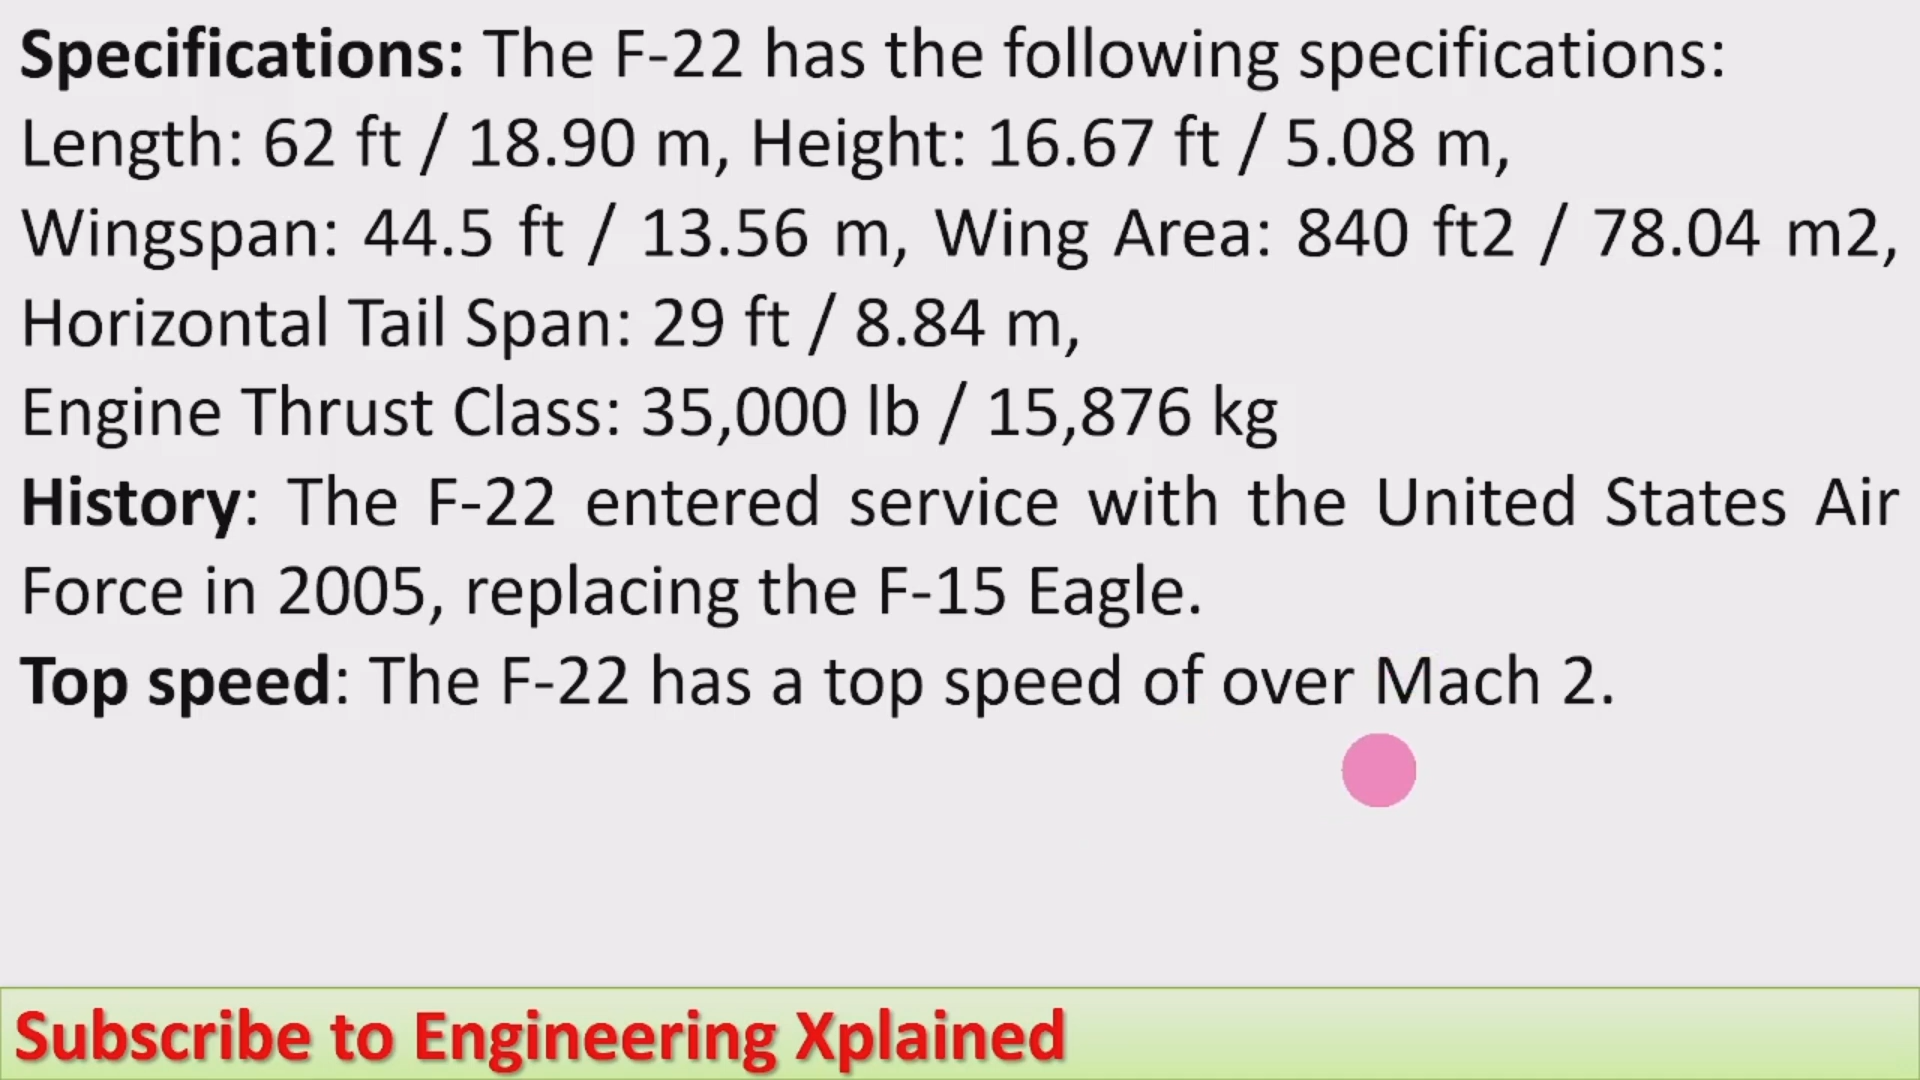 Specifications: The F-22 has the following specifications:
Length: 62 ft / 18.90 m, Height: 16.67 ft / 5.08 m,
Wingspan: 44.5 ft / 13.56 m, Wing Area: 840 ft2 / 78.04 m2,
Horizontal Tail Span: 29 ft / 8.84 m,
Engine Thrust Class: 35,000 lb / 15,876 kg
History: The F-22 entered service with the United States Air
Force in 2005, replacing the F-15 Eagle.
Top speed: The F-22 has a top speed of over Mach 2.
Subscribe to Engineering Xplained